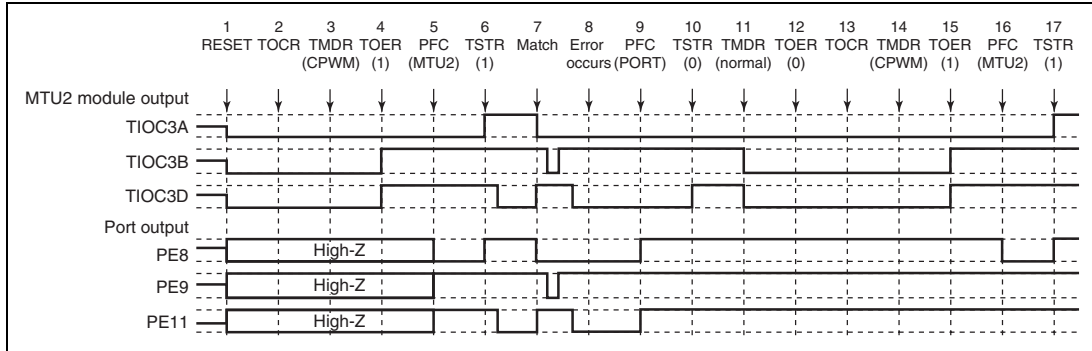 1 2 3 4 5 6 7 8 9 10 11 12 13 14 15 16 17
RESET TOCR TMDR TOER PFC TSTR Match Error PFC TSTR TMDR TOER TOCR TMDR TOER PFC TSTR
(CPWM) (1) (MTU2) (1) occurs (PORT) (0) (normal) (0) (CPWM) (1) (MTU2) (1)
MTU2 module output
TIOC3A
TIOC3B
TIOC3D
Port output
PE8 High-Z
PE9 High-Z
PE11 High-Z